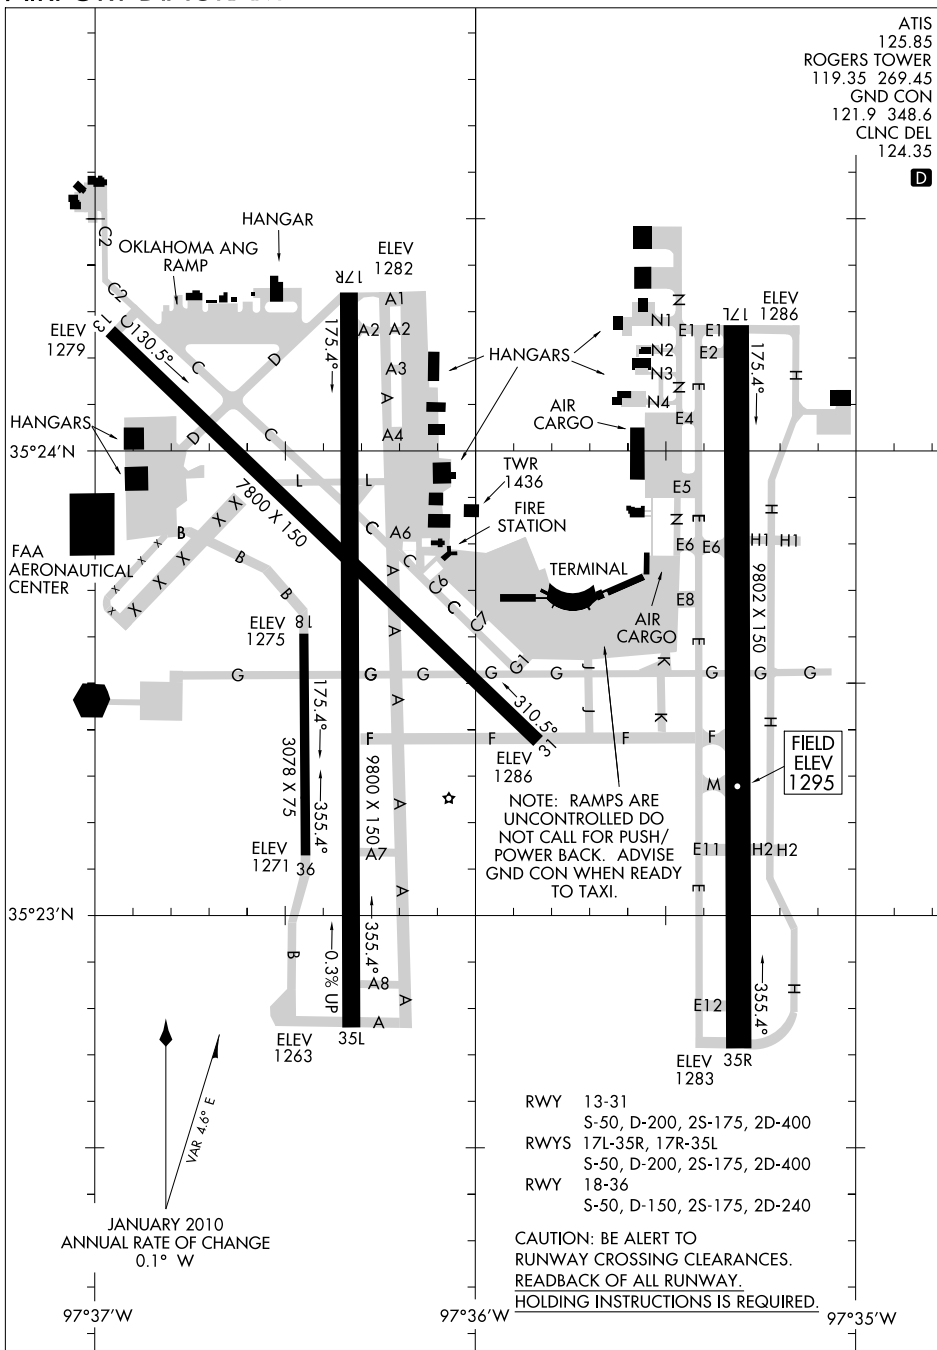 AIRPORT DIAGRAM
ATIS
125.85
ROGERS TOWER
119.35 269.45
GND CON
121.9 348.6
CLNC DEL
124.35
D
HANGAR
OKLAHOMA ANG
RAMP
ELEV
1282
C2
C2
C
17R
A1
A2
A2
A3
A
A4
A6
175.4°
ELEV
1279
13
130.5°
C
D
D
C
HANGARS
N
N1
N2
N3
N
N4
E1
E1
E2
E
E4
17L
ELEV
1286
175.4°
H
HANGARS
AIR
CARGO
35°24'N
7800 X 150
L
L
C
TWR
1436
FIRE
STATION
E5
N
E
E6
E6
H1
H1
H
FAA
AERONAUTICAL
CENTER
X
X
X
X
X
X
X
X
X
B
B
B
A
C
C6
C
C7
G1
TERMINAL
AIR
CARGO
E8
E
9802 X 150
ELEV
1275
18
A
G
G
G
G
G
G
G
G
J
J
K
K
175.4°
3078 X 75
355.4°
310.5°
31
A
F
F
F
F
H
M
ELEV
1286
FIELD
ELEV
1295
9800 X 150
A
A7
NOTE: RAMPS ARE
UNCONTROLLED DO
NOT CALL FOR PUSH/
POWER BACK. ADVISE
GND CON WHEN READY
TO TAXI.
ELEV
1271
36
E11
H2
H2
E
A
35°23'N
B
0.3% UP
355.4°
A8
A
A
E12
355.4°
H
ELEV
1263
35L
ELEV
1283
35R
VAR 4.6° E
JANUARY 2010
ANNUAL RATE OF CHANGE
0.1° W
RWY 13-31
S-50, D-200, 2S-175, 2D-400
RWYS 17L-35R, 17R-35L
S-50, D-200, 2S-175, 2D-400
RWY 18-36
S-50, D-150, 2S-175, 2D-240
CAUTION: BE ALERT TO
RUNWAY CROSSING CLEARANCES.
READBACK OF ALL RUNWAY.
HOLDING INSTRUCTIONS IS REQUIRED.
97°37'W
97°36'W
97°35'W